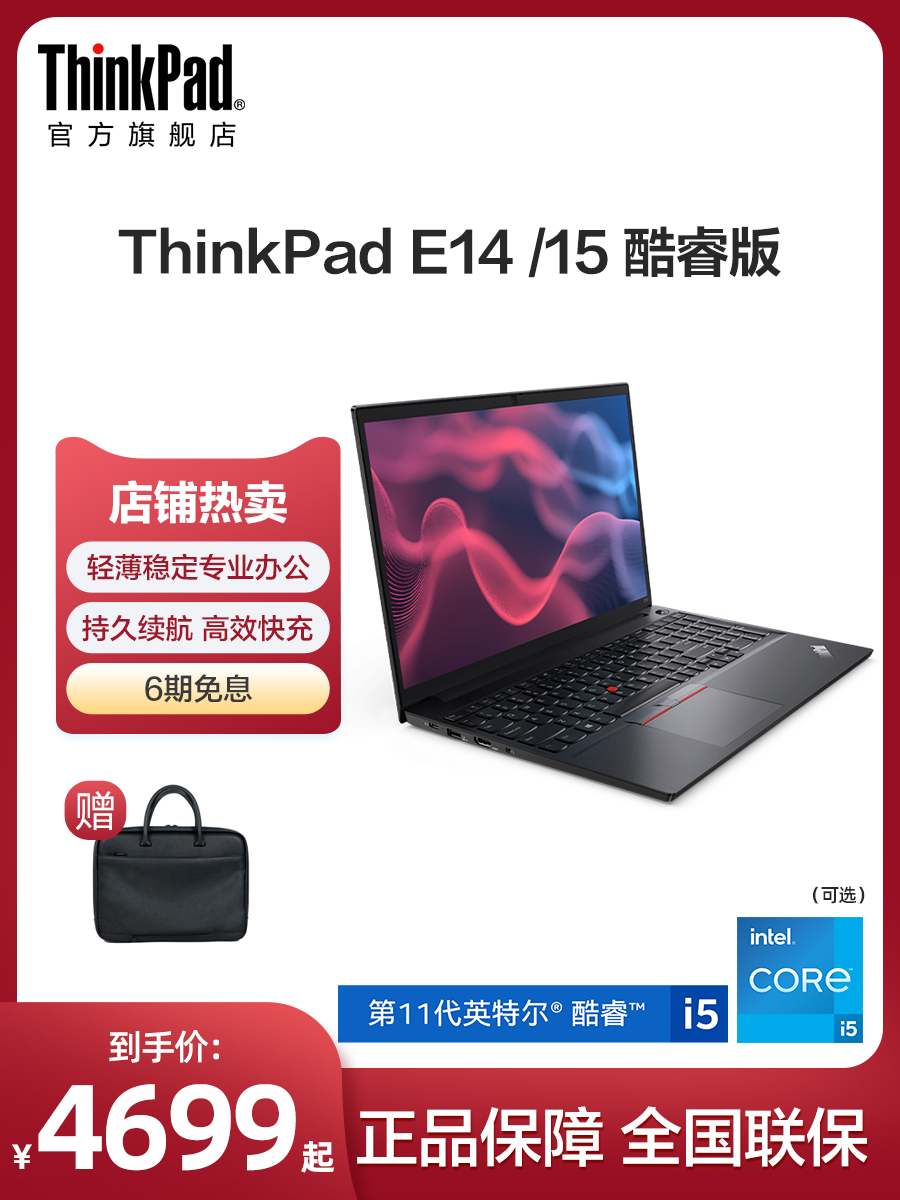 ThinkPad®
官方旗舰店
ThinkPad E14 /15 酷睿版
店铺热卖
轻薄稳定专业办公
持久续航 高效快充
6期免息
赠
(可选)
intel.
CORE™
i5
第11代英特尔® 酷睿™ i5
到手价:
¥4699起
正品保障 全国联保